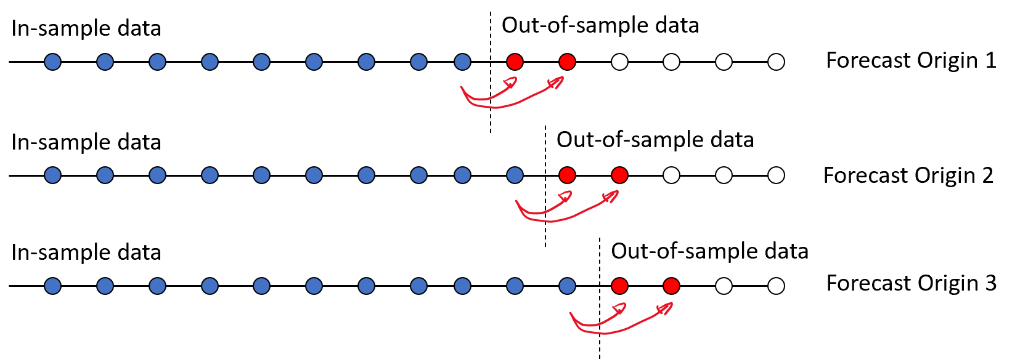 In-sample data
Out-of-sample data
Forecast Origin 1
In-sample data
Out-of-sample data
Forecast Origin 2
In-sample data
Out-of-sample data
Forecast Origin 3